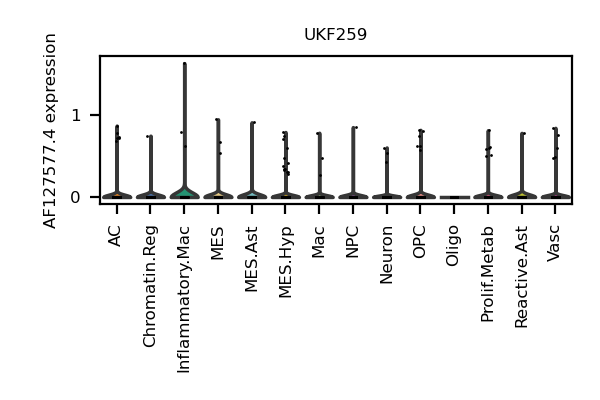 UKF259
AF127577.4 expression
1
0
AC
Chromatin.Reg
Inflammatory.Mac
MES
MES.Ast
MES.Hyp
Mac
NPC
Neuron
OPC
Oligo
Prolif.Metab
Reactive.Ast
Vasc